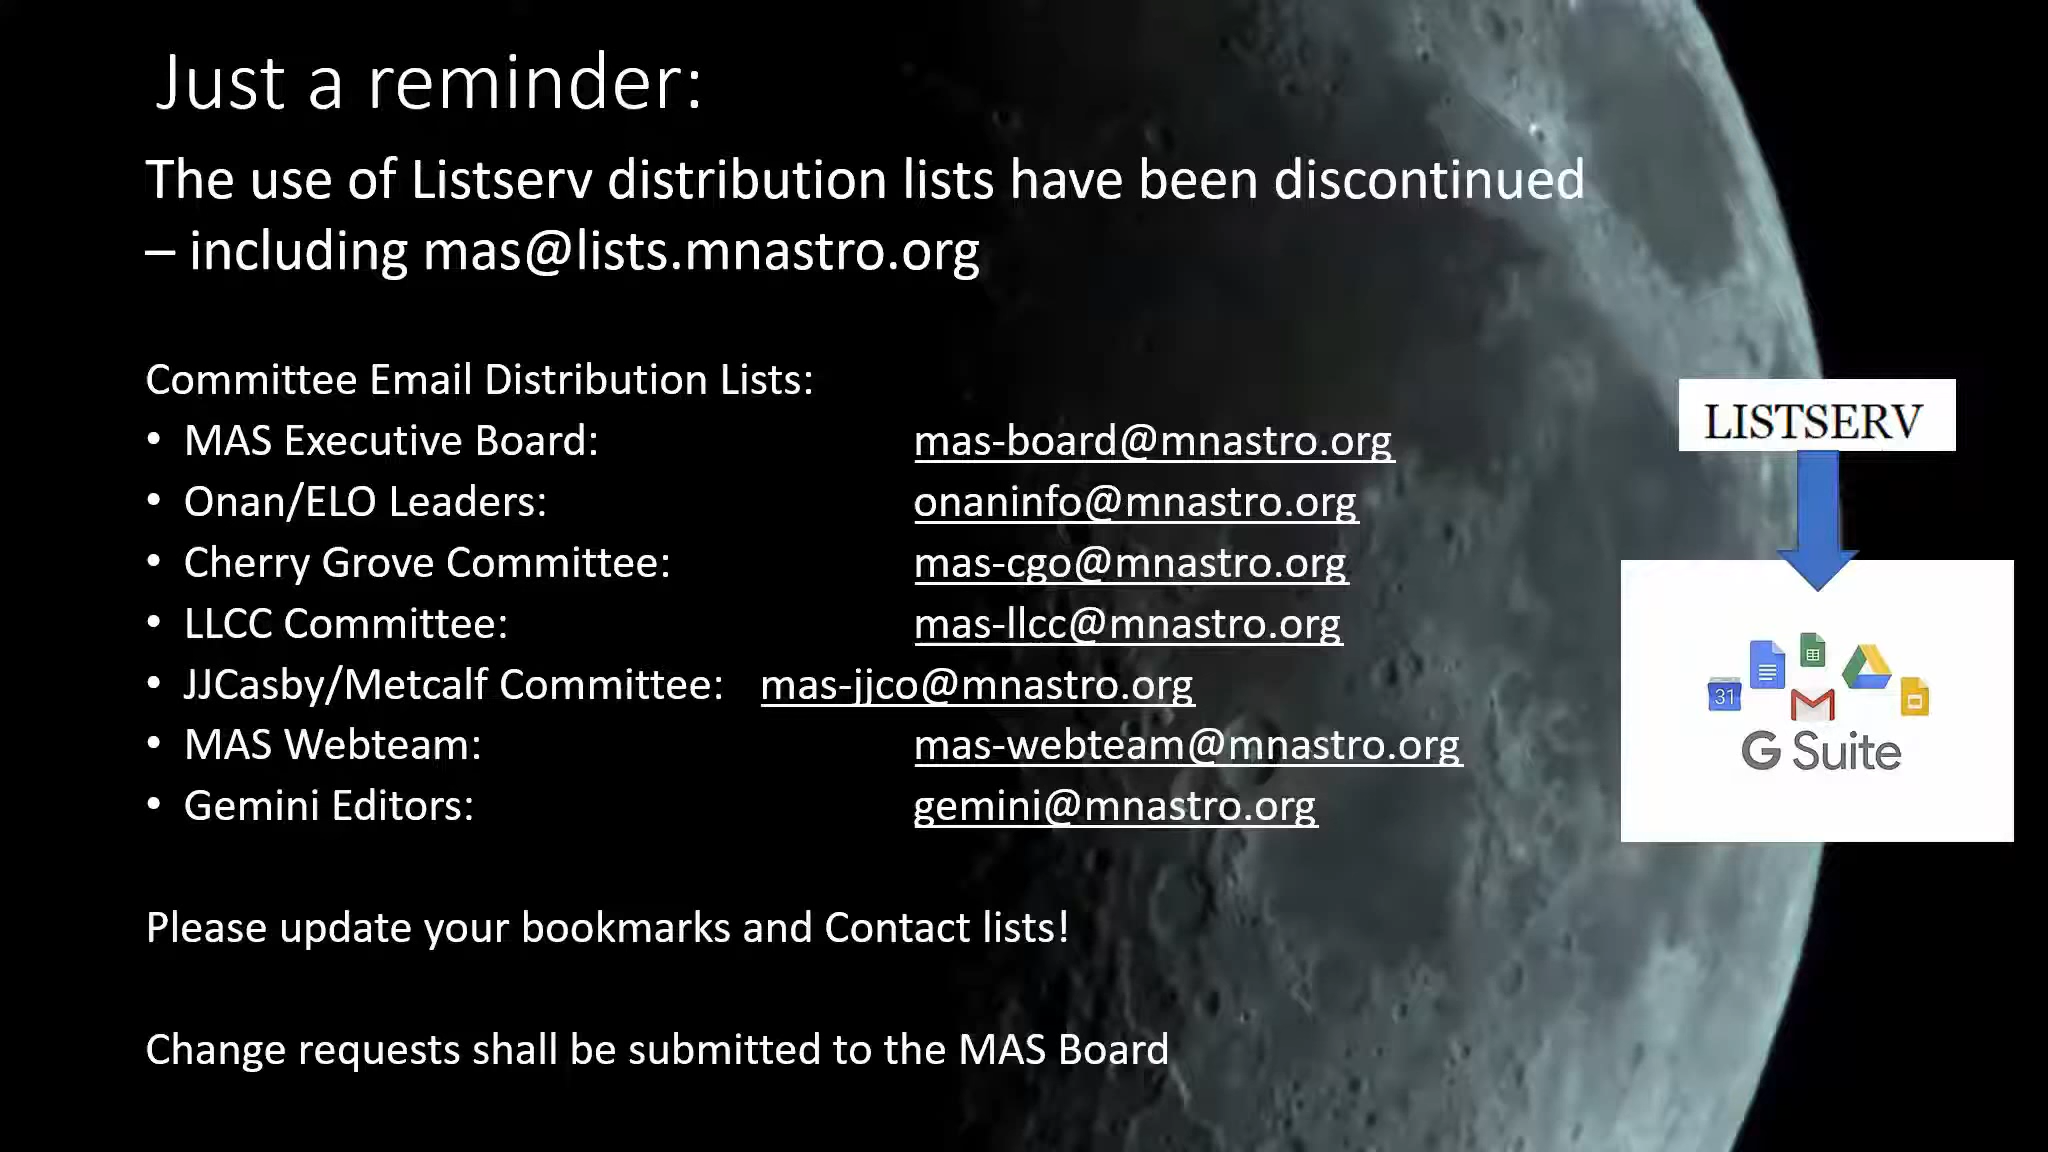 Just a reminder:
The use of Listserv distribution lists have been discontinued
– including mas@lists.mnastro.org
Committee Email Distribution Lists:
• MAS Executive Board: mas-board@mnastro.org
• Onan/ELO Leaders: onaninfo@mnastro.org
• Cherry Grove Committee: mas-cgo@mnastro.org
• LLCC Committee: mas-llcc@mnastro.org
• JJCasby/Metcalf Committee: mas-jjco@mnastro.org
• MAS Webteam: mas-webteam@mnastro.org
• Gemini Editors: gemini@mnastro.org
Please update your bookmarks and Contact lists!
Change requests shall be submitted to the MAS Board
LISTSERV
31
G Suite